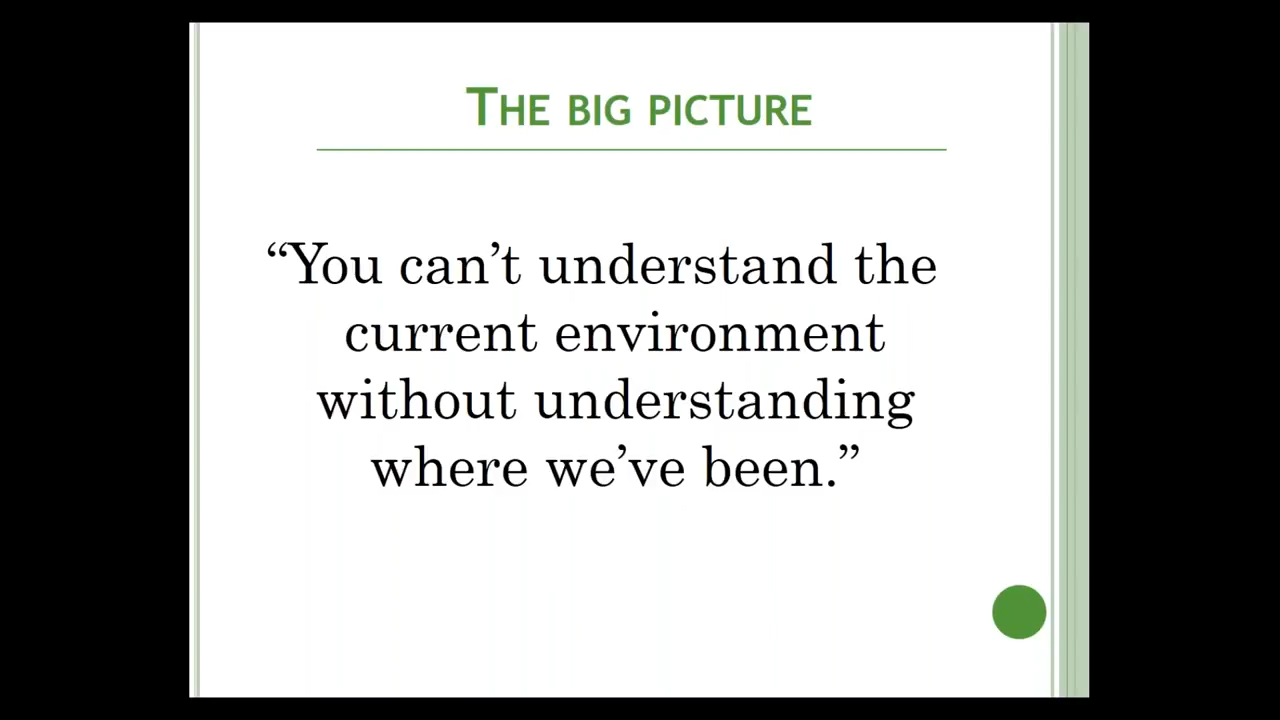 THE BIG PICTURE
“You can’t understand the
current environment
without understanding
where we’ve been.”